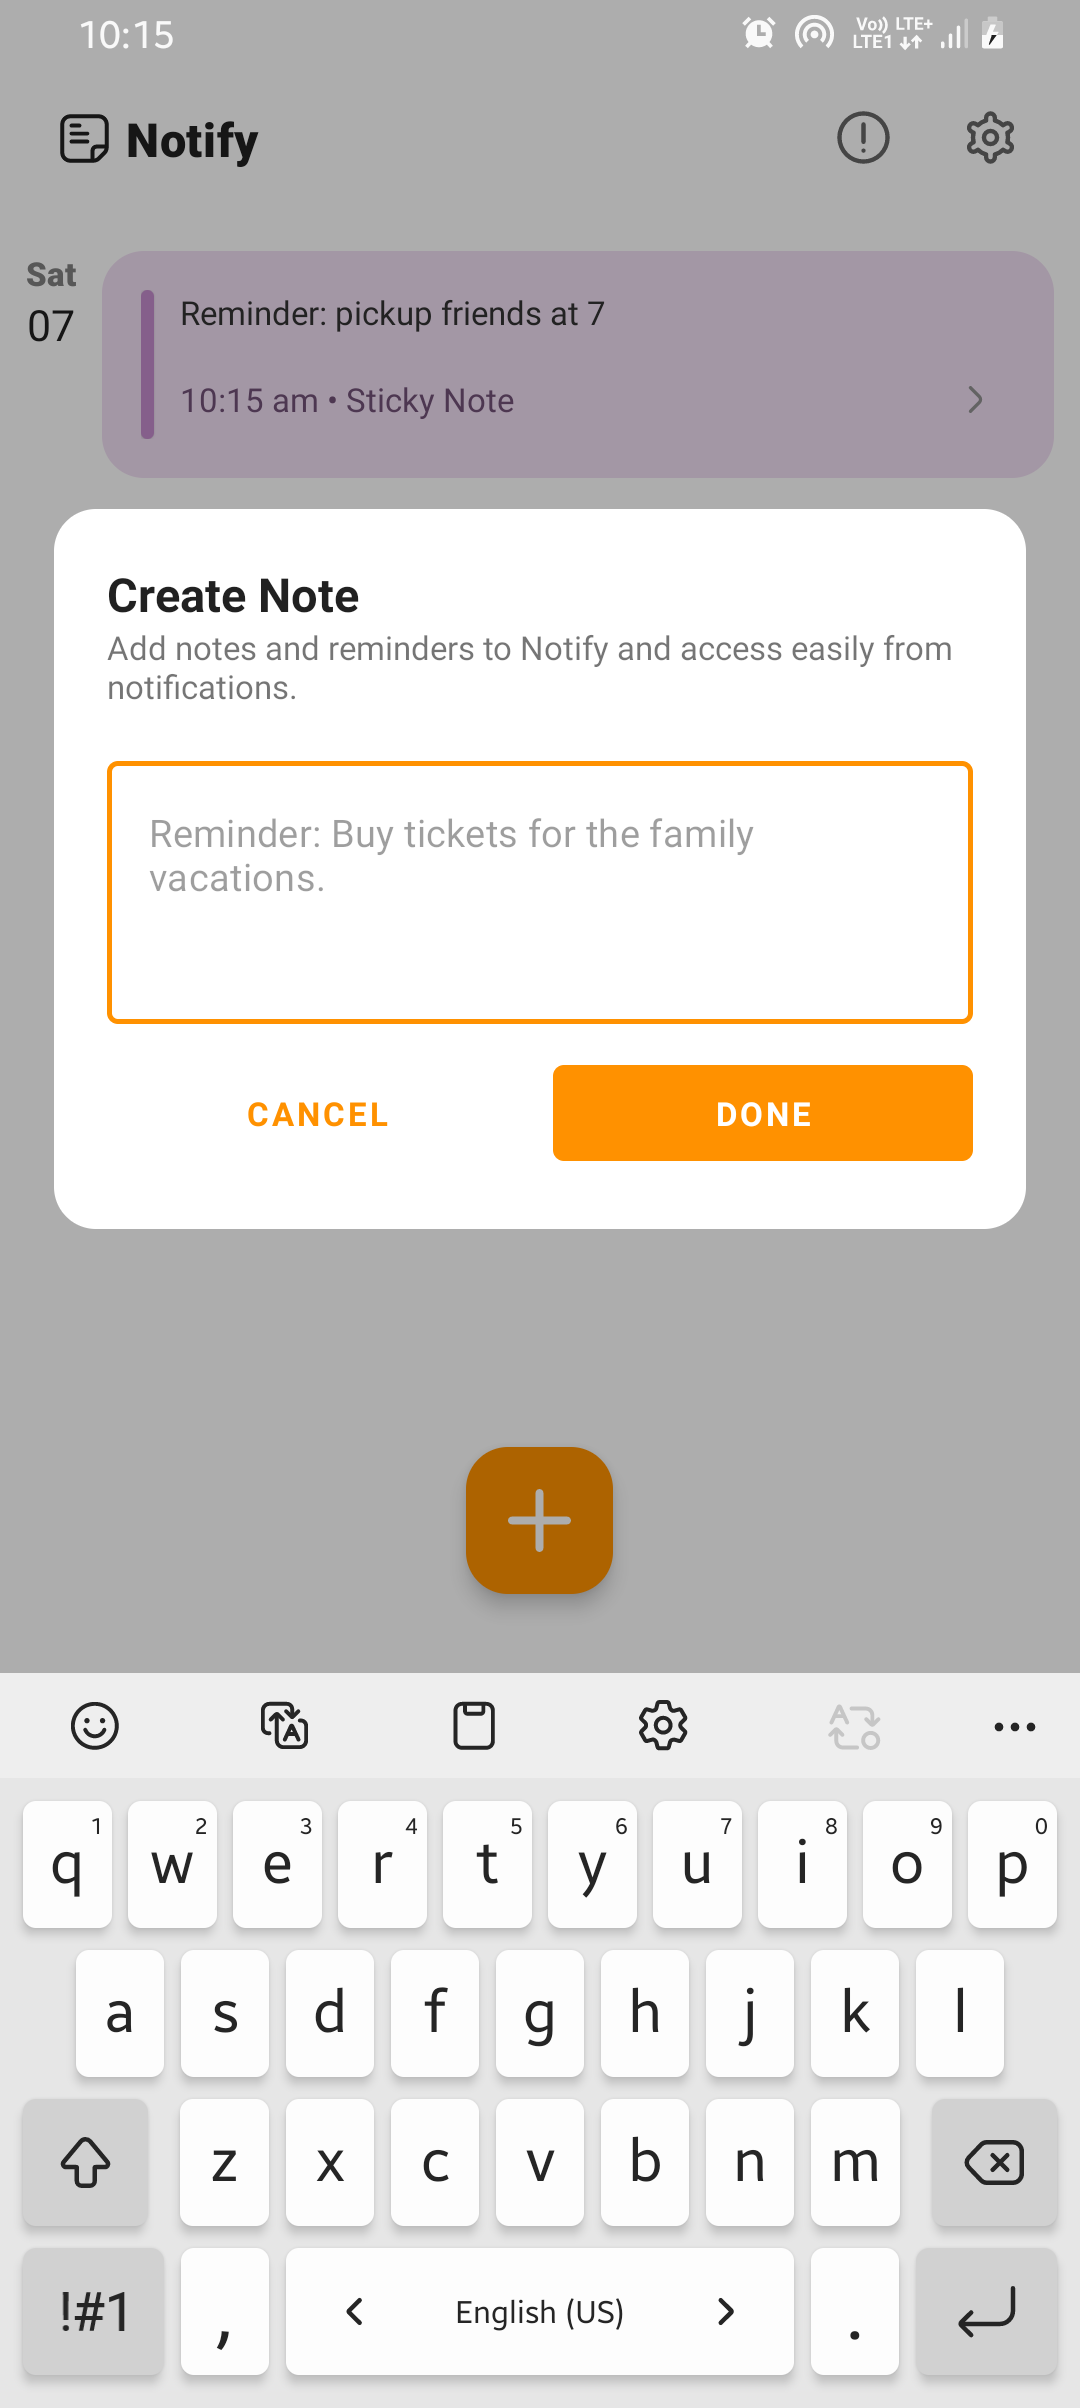 10:15
Vo)) LTE+
LTE1
Notify
Sat
07
Reminder: pickup friends at 7
10:15 am • Sticky Note
Create Note
Add notes and reminders to Notify and access easily from
notifications.
Reminder: Buy tickets for the family
vacations.
CANCEL
DONE
1 2 3 4 5 6 7 8 9 0
q w e r t y u i o p
a s d f g h j k l
z x c v b n m
!#1 , English (US) .